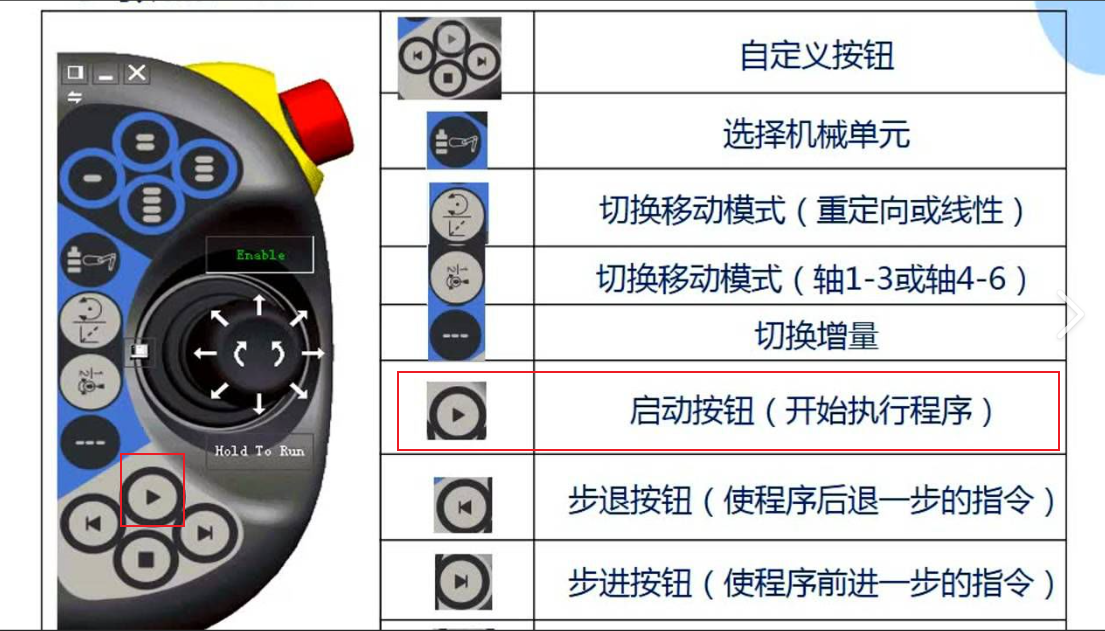 自定义按钮
选择机械单元
切换移动模式（重定向或线性）
Enable
切换移动模式（轴1-3或轴4-6）
切换增量
启动按钮（开始执行程序）
Hold To Run
步退按钮（使程序后退一步的指令）
步进按钮（使程序前进一步的指令）